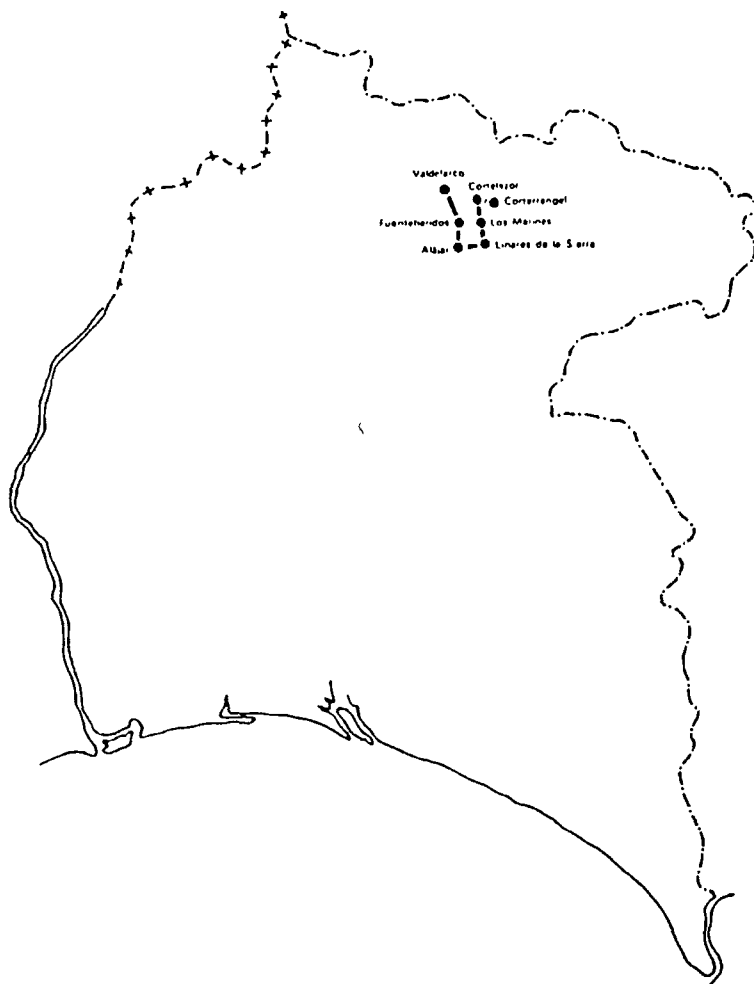 Valdelarco
Cortelazor
Corterrangel
Fuenteheridos
Los Marines
Alájar
Linares de la Sierra